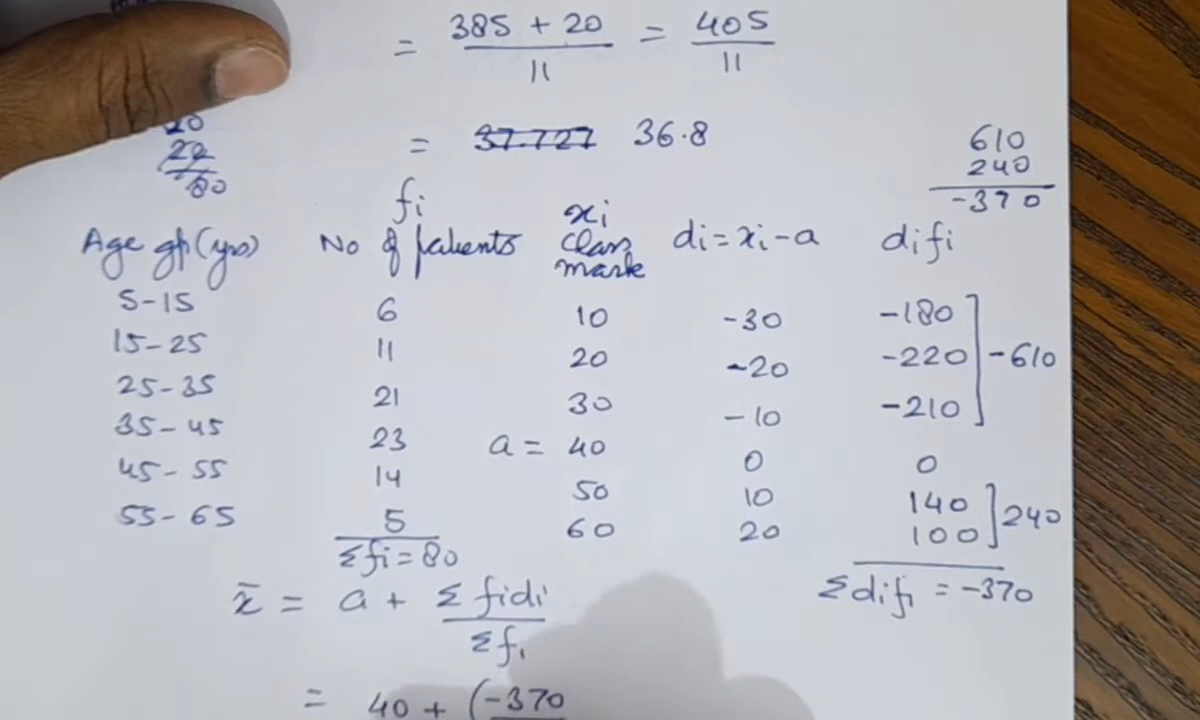 = 385 + 20 / 11 = 405 / 11
= 37.727 36.8
20
22
80
610
240
-370
fi xi
Age gp (yrs) No of patients class mark di = xi - a difi
5-15 6 10 -30 -180
15-25 11 20 -20 -220 ] -610
25-35 21 30 -10 -210
35-45 23 a = 40 0 0
45-55 14 50 10 140 ] 240
55-65 5 60 20 100
Σfi = 80 Σdifi = -370
x̄ = a + Σfidi / Σfi
= 40 + (-370